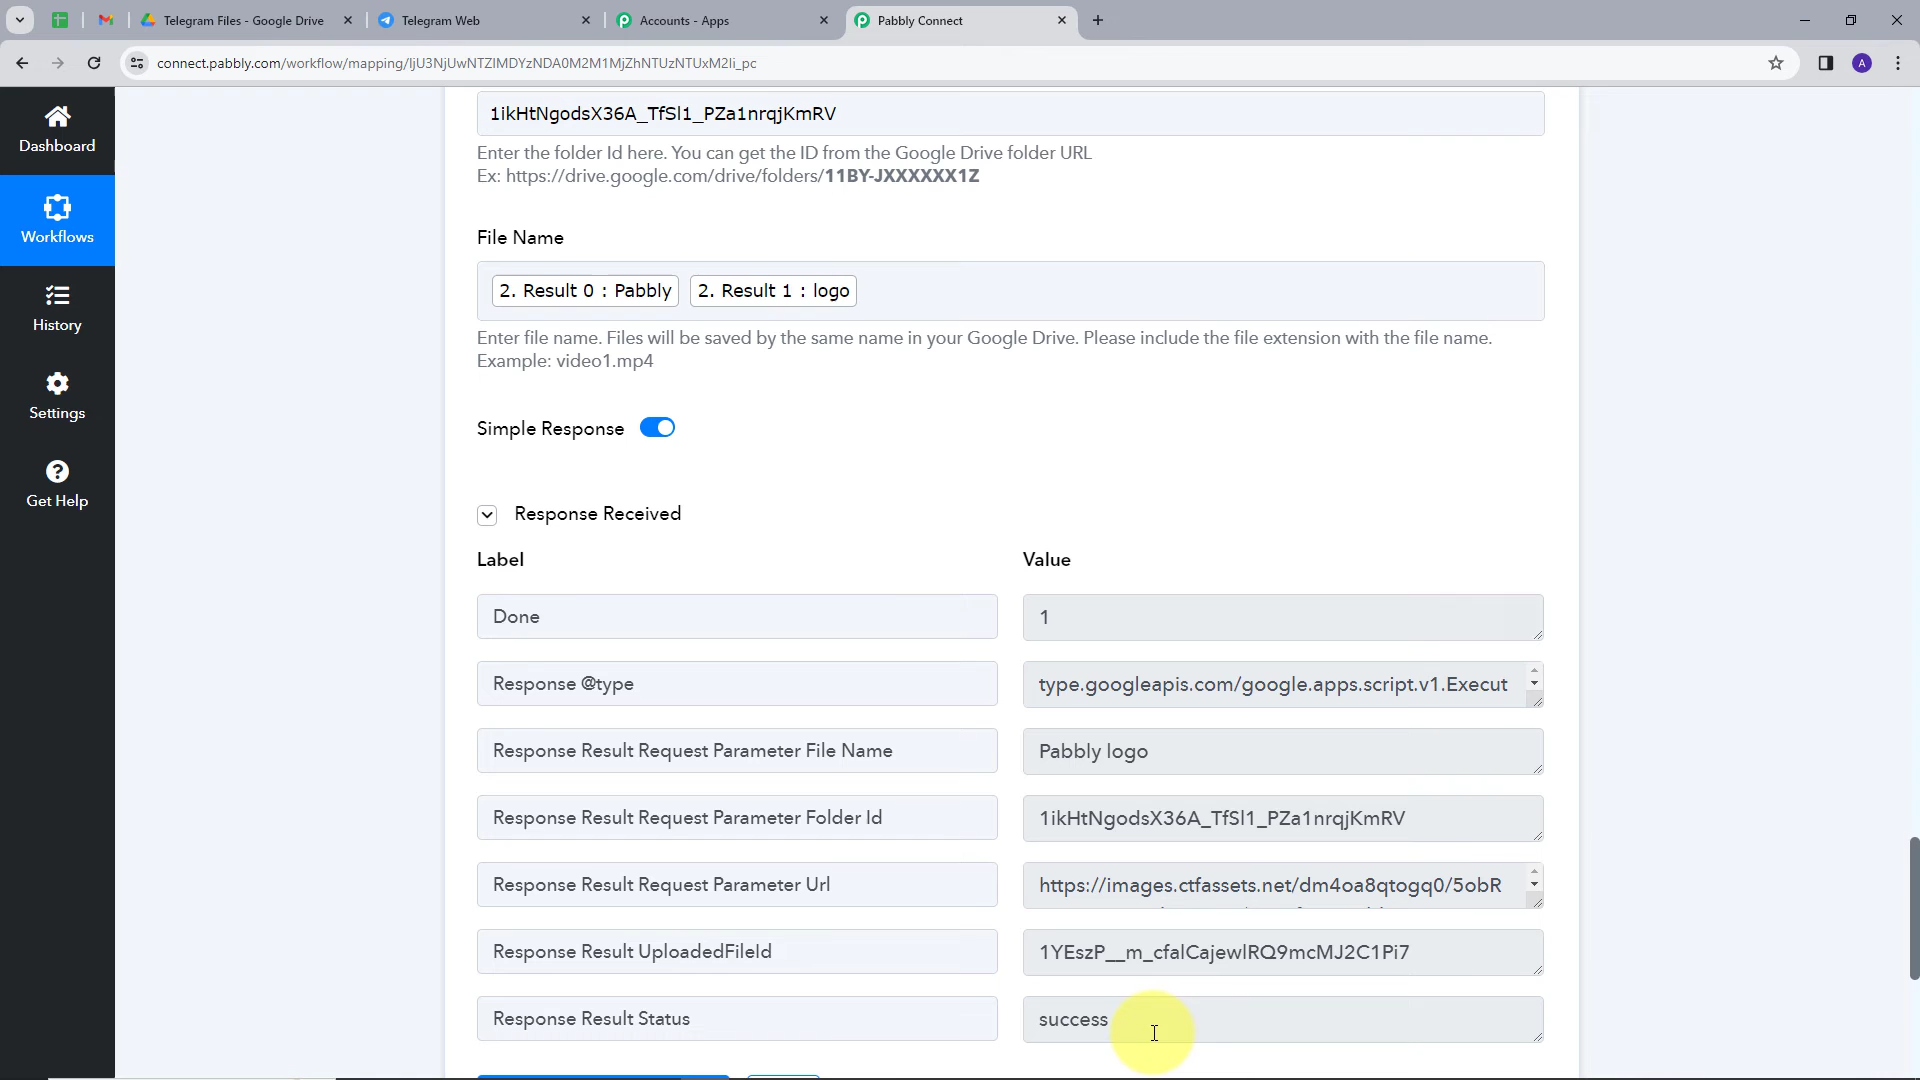 Telegram Files - Google Drive
Telegram Web
Accounts - Apps
Pabbly Connect
connect.pabbly.com/workflow/mapping/IjU3NjUwNTZlMDYzNDA0M2M1MjZhNTUzNTUxM2Ii_pc
A
Dashboard
Workflows
History
Settings
Get Help
1ikHtNgodsX36A_TfSl1_PZa1nrqjKmRV
Enter the folder Id here. You can get the ID from the Google Drive folder URL
Ex: https://drive.google.com/drive/folders/11BY-JXXXXXX1Z
File Name
2. Result 0 : Pabbly 2. Result 1 : logo
Enter file name. Files will be saved by the same name in your Google Drive. Please include the file extension with the file name.
Example: video1.mp4
Simple Response
Response Received
Label Value
Done 1
Response @type type.googleapis.com/google.apps.script.v1.Execut
Response Result Request Parameter File Name Pabbly logo
Response Result Request Parameter Folder Id 1ikHtNgodsX36A_TfSl1_PZa1nrqjKmRV
Response Result Request Parameter Url https://images.ctfassets.net/dm4oa8qtogq0/5obR
Response Result UploadedFileId 1YEszP__m_cfalCajewlRQ9mcMJ2C1Pi7
Response Result Status success